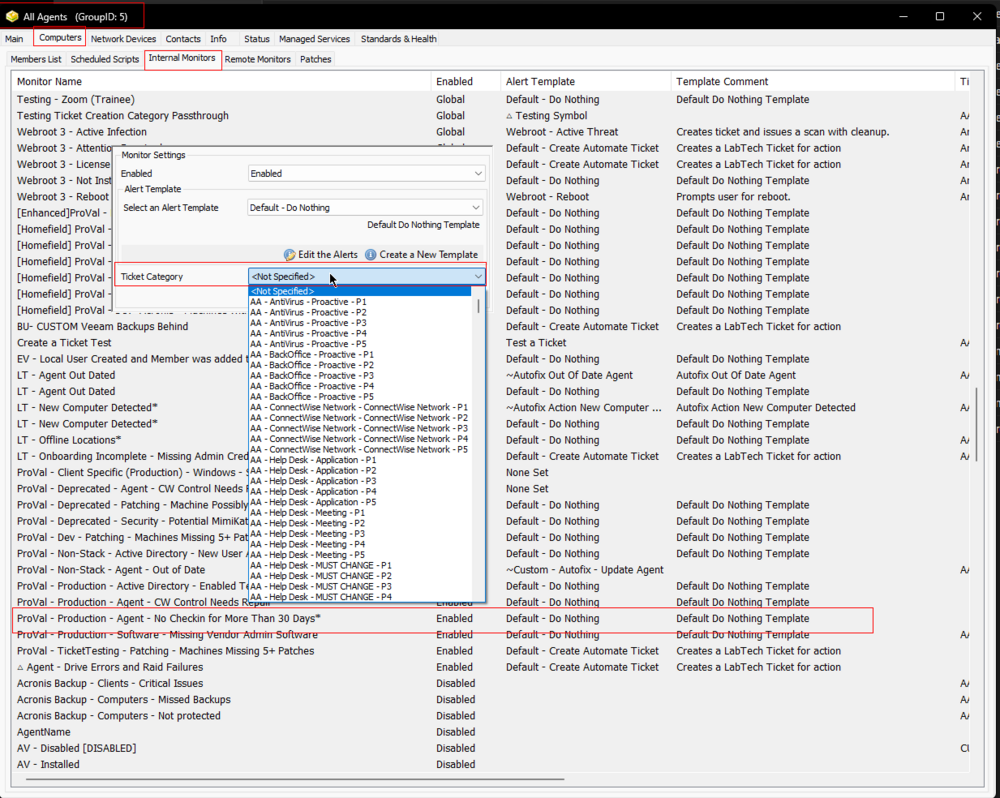 All Agents   (GroupID: 5)
Main Computers Network Devices Contacts Info Status Managed Services Standards & Health
Members List Scheduled Scripts Internal Monitors Remote Monitors Patches
Monitor Name Enabled Alert Template Template Comment Ti
Testing - Zoom (Trainee) Global Default - Do Nothing Default Do Nothing Template
Testing Ticket Creation Category Passthrough Global △ Testing Symbol A/
Webroot 3 - Active Infection Global Webroot - Active Threat Creates ticket and issues a scan with cleanup. Ar
Webroot 3 - Attentio Default - Create Automate Ticket Creates a LabTech Ticket for action Ar
Webroot 3 - License Default - Create Automate Ticket Creates a LabTech Ticket for action Ar
Webroot 3 - Not Inst Default - Do Nothing Default Do Nothing Template Ar
Webroot 3 - Reboot Webroot - Reboot Prompts user for reboot. Ar
[Enhanced]ProVal - Default - Do Nothing Default Do Nothing Template
[Homefield] ProVal - Default - Do Nothing Default Do Nothing Template
[Homefield] ProVal - Default - Do Nothing Default Do Nothing Template
[Homefield] ProVal - Default - Do Nothing Default Do Nothing Template
[Homefield] ProVal - Default - Do Nothing Default Do Nothing Template
[Homefield] ProVal - Default - Do Nothing Default Do Nothing Template
[Homefield] ProVal - Default - Do Nothing Default Do Nothing Template
BU- CUSTOM Veeam Backups Behind Default - Create Automate Ticket Creates a LabTech Ticket for action
Create a Ticket Test Test a Ticket A/
EV - Local User Created and Member was added t Default - Do Nothing Default Do Nothing Template
LT - Agent Out Dated ~Autofix Out Of Date Agent Autofix Out Of Date Agent A/
LT - Agent Out Dated Default - Do Nothing Default Do Nothing Template
LT - New Computer Detected* ~Autofix Action New Computer ... Autofix Action New Computer Detected A/
LT - New Computer Detected* Default - Do Nothing Default Do Nothing Template
LT - Offline Locations* Default - Do Nothing Default Do Nothing Template A/
LT - Onboarding Incomplete - Missing Admin Cred Default - Create Automate Ticket Creates a LabTech Ticket for action A/
ProVal - Client Specific (Production) - Windows - None Set
ProVal - Deprecated - Agent - CW Control Needs None Set
ProVal - Deprecated - Patching - Machine Possibly Default - Do Nothing Default Do Nothing Template
ProVal - Deprecated - Security - Potential MimiKat Default - Do Nothing Default Do Nothing Template
ProVal - Dev - Patching - Machines Missing 5+ Pat Default - Do Nothing Default Do Nothing Template
ProVal - Non-Stack - Active Directory - New User Default - Do Nothing Default Do Nothing Template
ProVal - Non-Stack - Agent - Out of Date ~Custom - Autofix - Update Agent A/
ProVal - Production - Active Directory - Enabled Te Default - Do Nothing Default Do Nothing Template A/
ProVal - Production - Agent - CW Control Needs Repair Enabled Default - Do Nothing Default Do Nothing Template
ProVal - Production - Agent - No Checkin for More Than 30 Days* Enabled Default - Do Nothing Default Do Nothing Template
ProVal - Production - Software - Missing Vendor Admin Software Enabled Default - Do Nothing Default Do Nothing Template A/
ProVal - TicketTesting - Patching - Machines Missing 5+ Patches Enabled Default - Create Automate Ticket Creates a LabTech Ticket for action
△ Agent - Drive Errors and Raid Failures Enabled Default - Create Automate Ticket Creates a LabTech Ticket for action
Acronis Backup - Clients - Critical Issues Disabled A/
Acronis Backup - Computers - Missed Backups Disabled A/
Acronis Backup - Computers - Not protected Disabled A/
AgentName Disabled
AV - Disabled [DISABLED] Disabled CL
AV - Installed Disabled
Monitor Settings
Enabled Enabled
Alert Template
Select an Alert Template Default - Do Nothing
Default Do Nothing Template
Edit the Alerts Create a New Template
Ticket Category <Not Specified>
<Not Specified>
AA - AntiVirus - Proactive - P1
AA - AntiVirus - Proactive - P2
AA - AntiVirus - Proactive - P3
AA - AntiVirus - Proactive - P4
AA - AntiVirus - Proactive - P5
AA - BackOffice - Proactive - P1
AA - BackOffice - Proactive - P2
AA - BackOffice - Proactive - P3
AA - BackOffice - Proactive - P4
AA - BackOffice - Proactive - P5
AA - ConnectWise Network - ConnectWise Network - P1
AA - ConnectWise Network - ConnectWise Network - P2
AA - ConnectWise Network - ConnectWise Network - P3
AA - ConnectWise Network - ConnectWise Network - P4
AA - ConnectWise Network - ConnectWise Network - P5
AA - Help Desk - Application - P1
AA - Help Desk - Application - P2
AA - Help Desk - Application - P3
AA - Help Desk - Application - P4
AA - Help Desk - Application - P5
AA - Help Desk - Meeting - P1
AA - Help Desk - Meeting - P2
AA - Help Desk - Meeting - P3
AA - Help Desk - Meeting - P4
AA - Help Desk - Meeting - P5
AA - Help Desk - MUST CHANGE - P1
AA - Help Desk - MUST CHANGE - P2
AA - Help Desk - MUST CHANGE - P3
AA - Help Desk - MUST CHANGE - P4